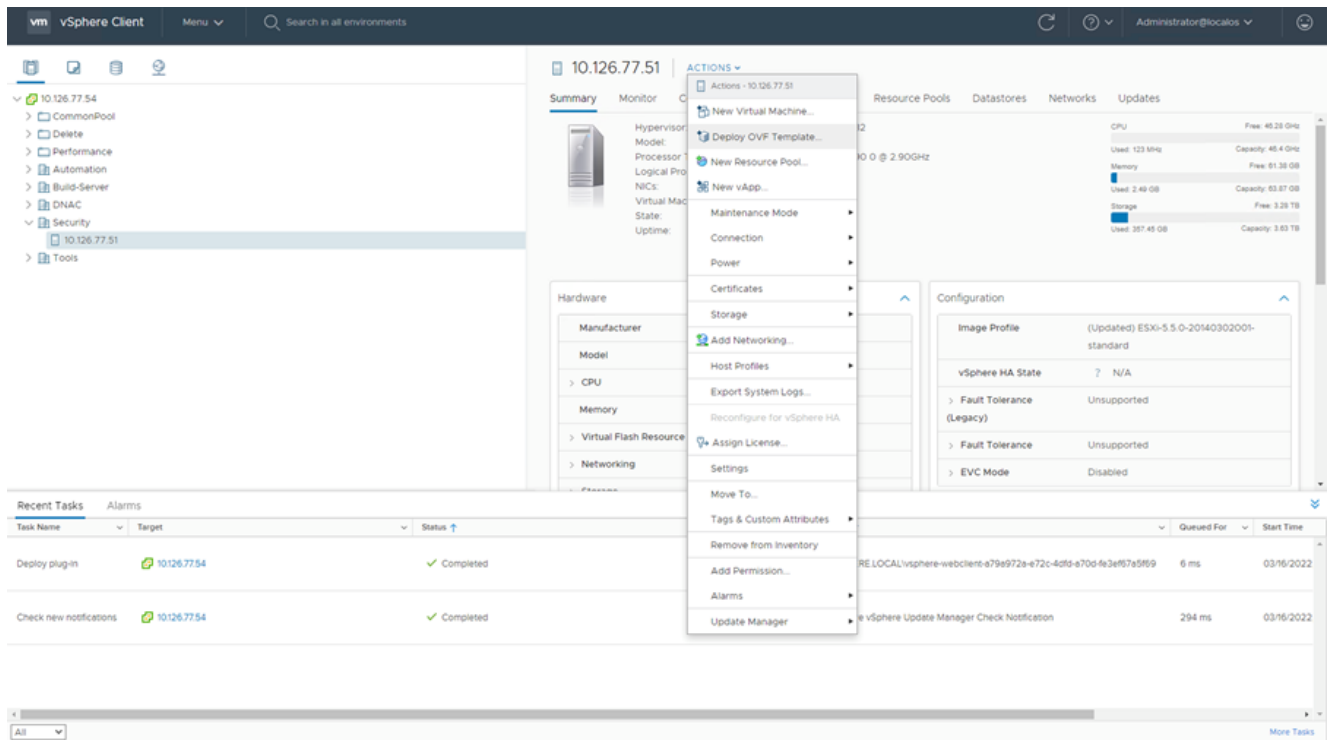 vm vSphere Client Menu Search in all environments Administrator@localos
10.126.77.51 ACTIONS
10.126.77.54
CommonPool
Delete
Performance
Automation
Build-Server
DNAC
Security
10.126.77.51
Tools
Summary Monitor C Resource Pools Datastores Networks Updates
Hypervisor
Model:
Processor T
Logical Pro
NICs:
Virtual Mac
State:
Uptime:
0 @ 2.90GHz
CPU Free: 46.28 GHz
Used: 123 MHz Capacity: 46.4 GHz
Memory Free: 61.38 GB
Used: 2.49 GB Capacity: 63.87 GB
Storage Free: 3.28 TB
Used: 357.45 GB Capacity: 3.63 TB
Actions - 10.126.77.51
New Virtual Machine...
Deploy OVF Template...
New Resource Pool...
New vApp...
Maintenance Mode
Connection
Power
Certificates
Storage
Add Networking...
Host Profiles
Export System Logs...
Reconfigure for vSphere HA
Assign License...
Settings
Move To...
Tags & Custom Attributes
Remove from Inventory
Add Permission...
Alarms
Update Manager
Hardware
Manufacturer
Model
CPU
Memory
Virtual Flash Resource
Networking
Configuration
Image Profile (Updated) ESXi-5.5.0-20140302001-
standard
vSphere HA State ? N/A
Fault Tolerance Unsupported
(Legacy)
Fault Tolerance Unsupported
EVC Mode Disabled
Recent Tasks Alarms
Task Name Target Status Queued For Start Time
Deploy plug-in 10.126.77.54 Completed RE.LOCAL\vsphere-webclient-a79a972a-e72c-4dfd-a70d-fe3ef67a5f69 6 ms 03/16/2022
Check new notifications 10.126.77.54 Completed e vSphere Update Manager Check Notification 294 ms 03/16/2022
All More Tasks